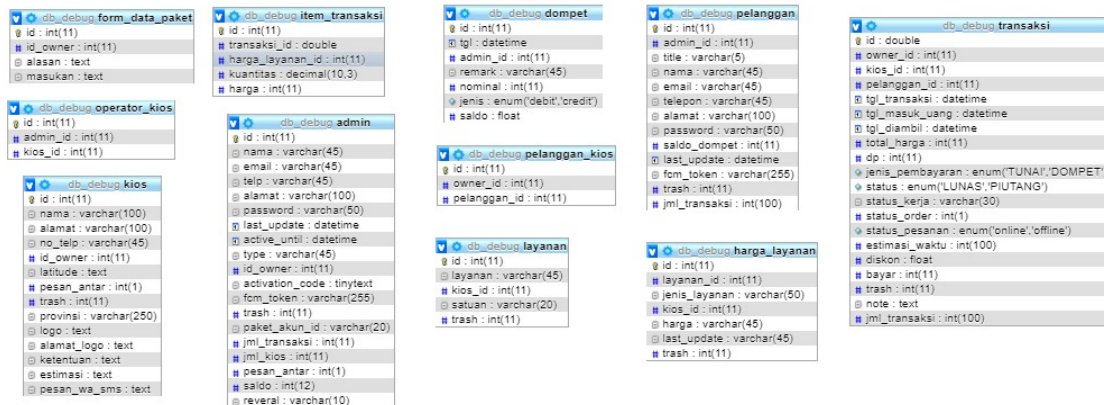 db_debug form_data_paket
id : int(11)
id_owner : int(11)
alasan : text
masukan : text
db_debug operator_kios
id : int(11)
admin_id : int(11)
kios_id : int(11)
db_debug kios
id : int(11)
nama : varchar(100)
alamat : varchar(100)
no_telp : varchar(45)
id_owner : int(11)
latitude : text
pesan_antar : int(1)
trash : int(11)
provinsi : varchar(250)
logo : text
alamat_logo : text
ketentuan : text
estimasi : text
pesan_wa_sms : text
db_debug item_transaksi
id : int(11)
transaksi_id : double
harga_layanan_id : int(11)
kuantitas : decimal(10,3)
harga : int(11)
db_debug admin
id : int(11)
nama : varchar(45)
email : varchar(45)
telp : varchar(45)
alamat : varchar(100)
password : varchar(50)
last_update : datetime
active_until : datetime
type : varchar(45)
id_owner : int(11)
activation_code : tinytext
fcm_token : varchar(255)
trash : int(11)
paket_akun_id : varchar(20)
jml_transaksi : int(11)
jml_kios : int(11)
pesan_antar : int(1)
saldo : int(12)
reveral : varchar(10)
db_debug dompet
id : int(11)
tgl : datetime
admin_id : int(11)
remark : varchar(45)
nominal : int(11)
jenis : enum('debit','credit')
saldo : float
db_debug pelanggan_kios
id : int(11)
owner_id : int(11)
pelanggan_id : int(11)
db_debug layanan
id : int(11)
layanan : varchar(45)
kios_id : int(11)
satuan : varchar(20)
trash : int(11)
db_debug pelanggan
id : int(11)
admin_id : int(11)
title : varchar(5)
nama : varchar(45)
email : varchar(45)
telepon : varchar(45)
alamat : varchar(100)
password : varchar(50)
saldo_dompet : int(11)
last_update : datetime
fcm_token : varchar(255)
trash : int(11)
jml_transaksi : int(100)
db_debug harga_layanan
id : int(11)
layanan_id : int(11)
jenis_layanan : varchar(50)
kios_id : int(11)
harga : varchar(45)
last_update : varchar(45)
trash : int(11)
db_debug transaksi
id : double
owner_id : int(11)
kios_id : int(11)
pelanggan_id : int(11)
tgl_transaksi : datetime
tgl_masuk_uang : datetime
tgl_diambil : datetime
total_harga : int(11)
dp : int(11)
jenis_pembayaran : enum('TUNAI','DOMPET'
status : enum('LUNAS','PIUTANG')
status_kerja : varchar(30)
status_order : int(1)
status_pesanan : enum('online','offline')
estimasi_waktu : int(100)
diskon : float
bayar : int(11)
trash : int(11)
note : text
jml_transaksi : int(100)